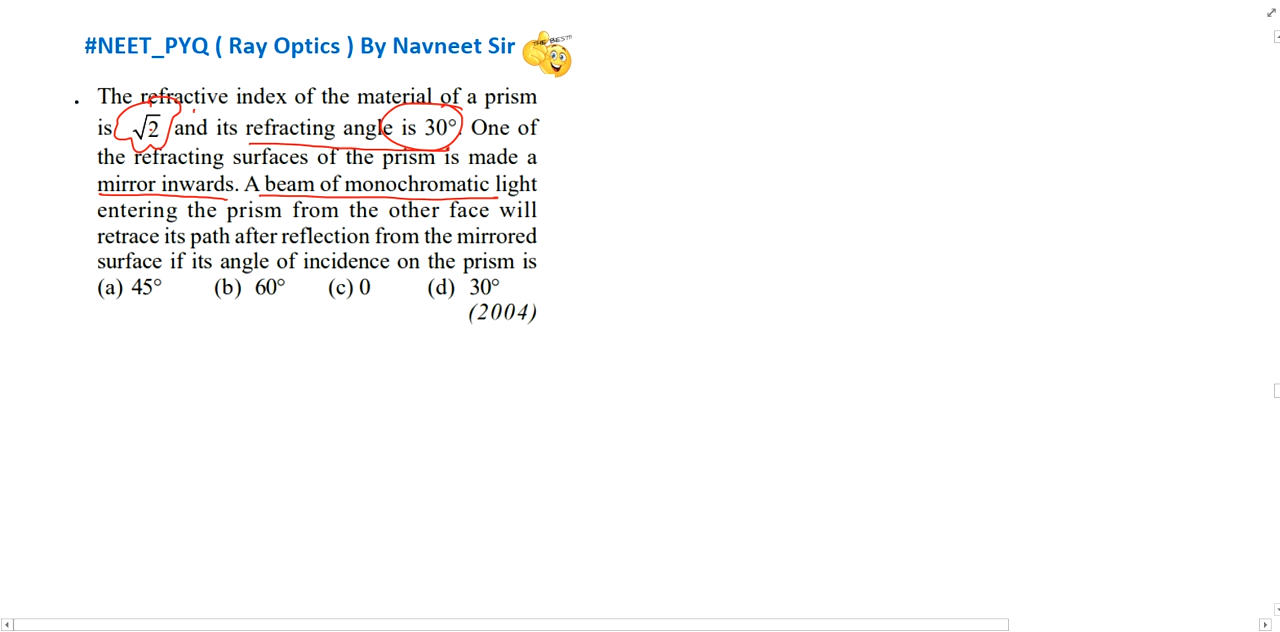 #NEET_PYQ ( Ray Optics ) By Navneet Sir
THE BEST!!!
. The refractive index of the material of a prism
is √2 and its refracting angle is 30°. One of
the refracting surfaces of the prism is made a
mirror inwards. A beam of monochromatic light
entering the prism from the other face will
retrace its path after reflection from the mirrored
surface if its angle of incidence on the prism is
(a) 45° (b) 60° (c) 0 (d) 30°
(2004)